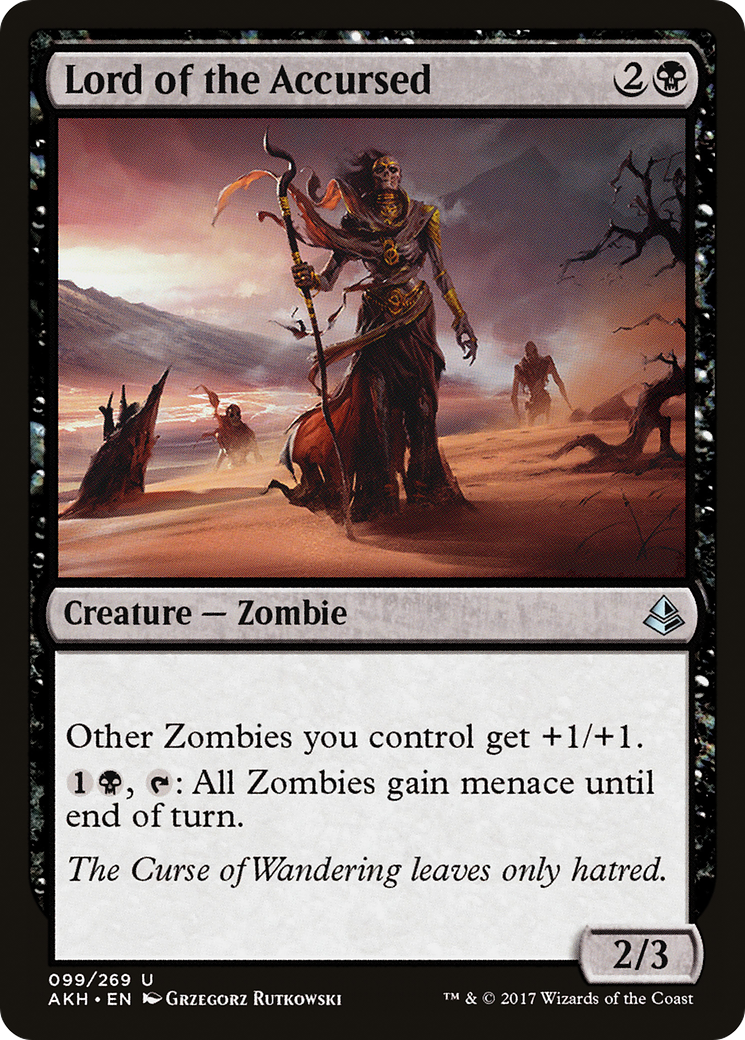 Lord of the Accursed 2
Creature — Zombie
Other Zombies you control get +1/+1.
1, : All Zombies gain menace until
end of turn.
The Curse of Wandering leaves only hatred.
2/3
099/269 U
AKH • EN Grzegorz Rutkowski
™ & © 2017 Wizards of the Coast